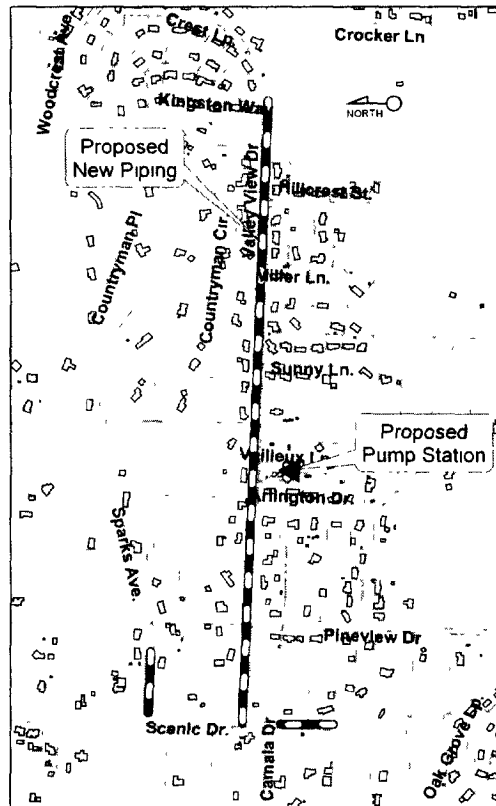 Crest Ln.
Crocker Ln
Woodcrest Ave.
Kingston Way
NORTH
Proposed
New Piping
Valley View Dr
Hillcrest St.
Countryman Pl
Countryman Cir.
Miller Ln.
Sunny Ln.
Proposed
Pump Station
Arlington Dr.
Sparks Ave.
Pineview Dr
Scenic Dr.
Camala Dr
Oak Grove Lp